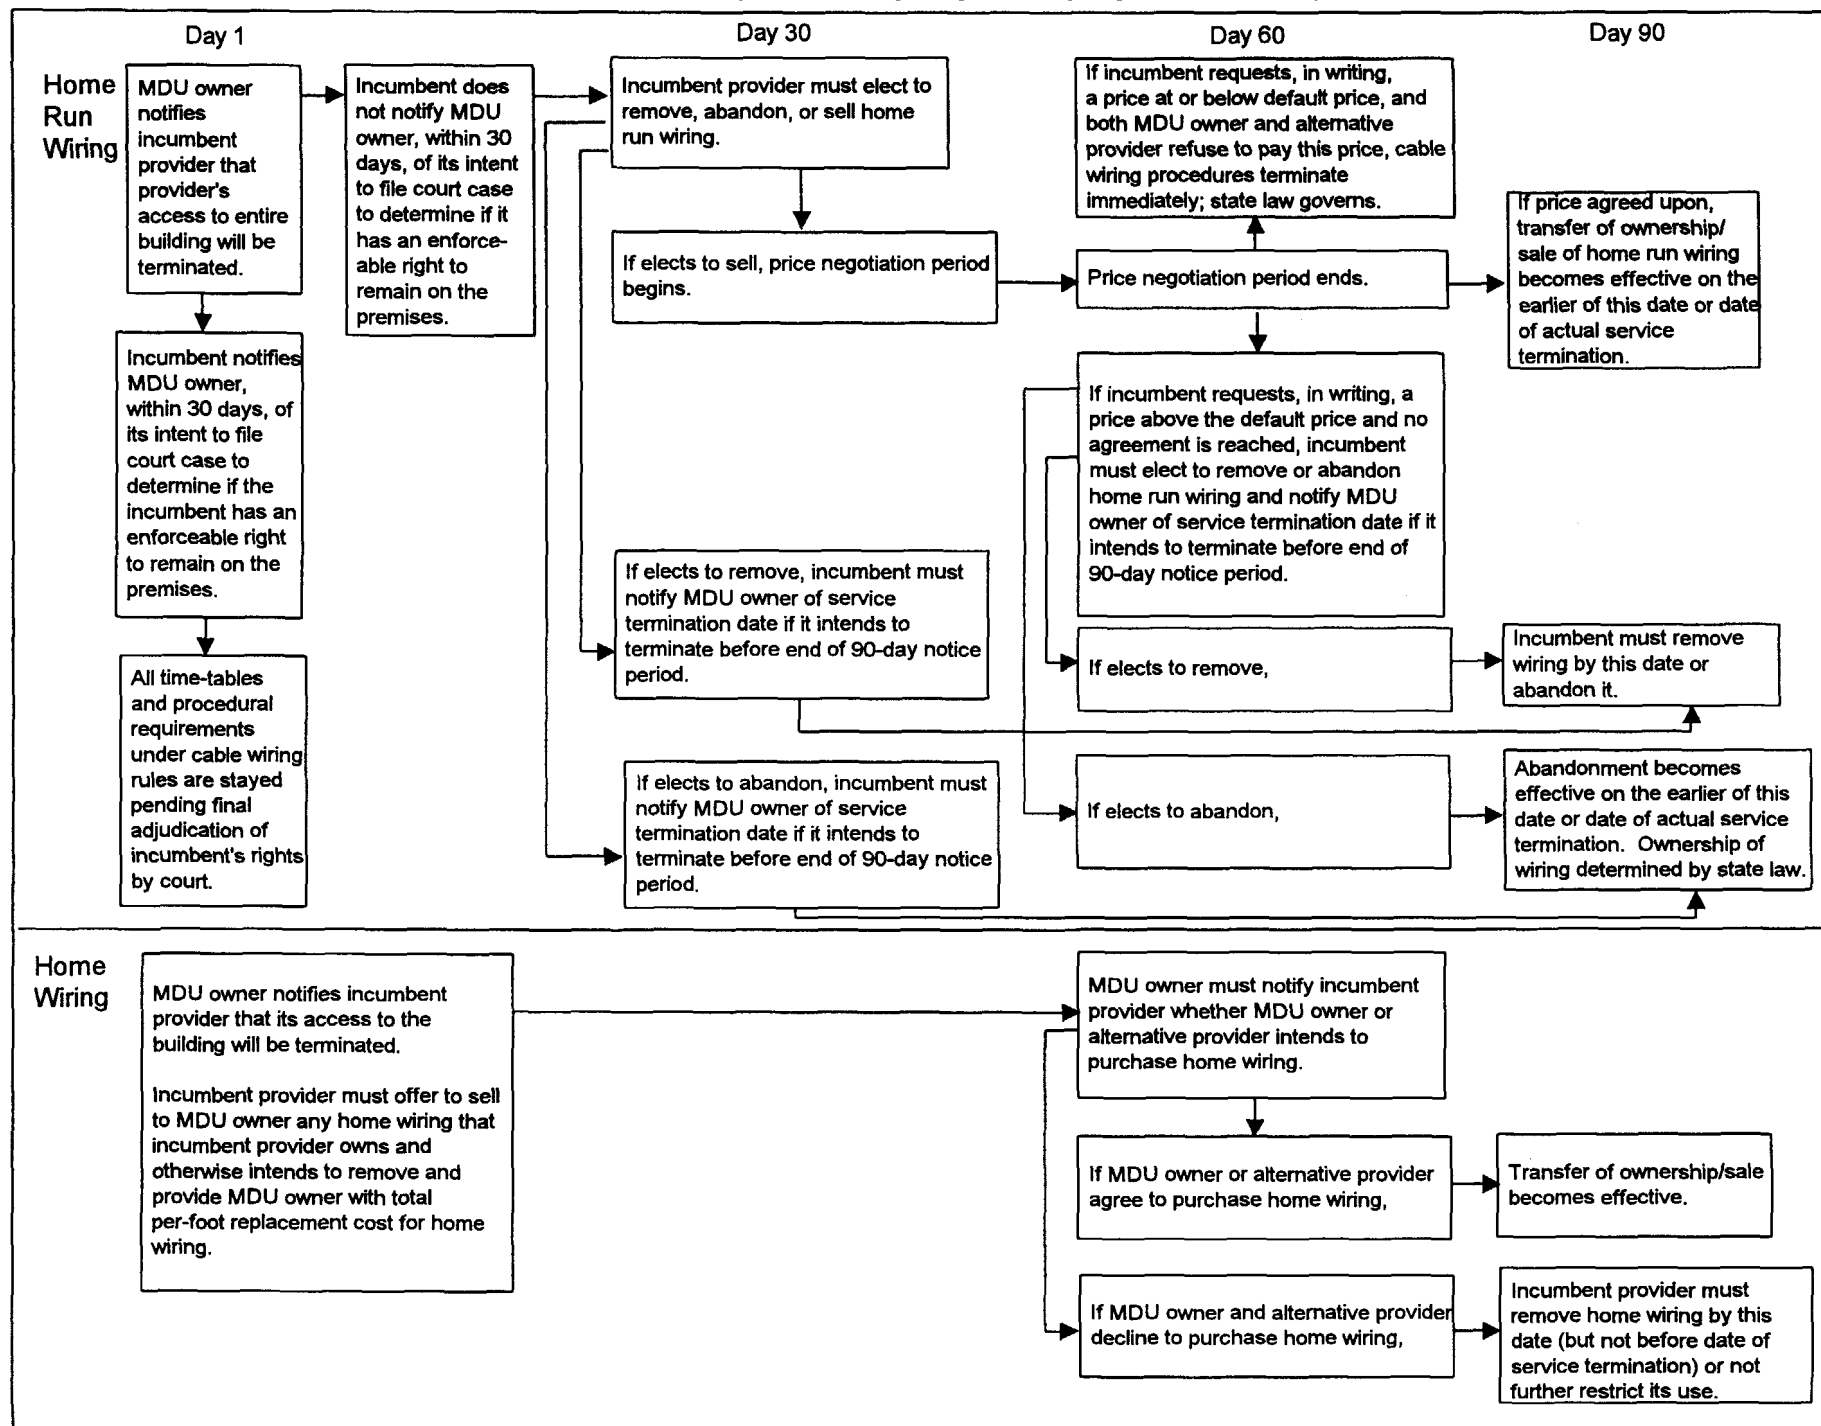 Day 1
Day 30
Day 60
Day 90
Home
Run
Wiring
MDU owner
notifies
incumbent
provider that
provider's
access to entire
building will be
terminated.
Incumbent does
not notify MDU
owner, within 30
days, of its intent
to file court case
to determine if it
has an enforce-
able right to
remain on the
premises.
Incumbent provider must elect to
remove, abandon, or sell home
run wiring.
If incumbent requests, in writing,
a price at or below default price, and
both MDU owner and alternative
provider refuse to pay this price, cable
wiring procedures terminate
immediately; state law governs.
If price agreed upon,
transfer of ownership/
sale of home run wiring
becomes effective on the
earlier of this date or date
of actual service
termination.
If elects to sell, price negotiation period
begins.
Price negotiation period ends.
Incumbent notifies
MDU owner,
within 30 days, of
its intent to file
court case to
determine if the
incumbent has an
enforceable right
to remain on the
premises.
If incumbent requests, in writing, a
price above the default price and no
agreement is reached, incumbent
must elect to remove or abandon
home run wiring and notify MDU
owner of service termination date if it
intends to terminate before end of
90-day notice period.
If elects to remove, incumbent must
notify MDU owner of service
termination date if it intends to
terminate before end of 90-day notice
period.
If elects to remove,
Incumbent must remove
wiring by this date or
abandon it.
All time-tables
and procedural
requirements
under cable wiring
rules are stayed
pending final
adjudication of
incumbent's rights
by court.
If elects to abandon, incumbent must
notify MDU owner of service
termination date if it intends to
terminate before end of 90-day notice
period.
If elects to abandon,
Abandonment becomes
effective on the earlier of this
date or date of actual service
termination. Ownership of
wiring determined by state law.
Home
Wiring
MDU owner notifies incumbent
provider that its access to the
building will be terminated.
Incumbent provider must offer to sell
to MDU owner any home wiring that
incumbent provider owns and
otherwise intends to remove and
provide MDU owner with total
per-foot replacement cost for home
wiring.
MDU owner must notify incumbent
provider whether MDU owner or
alternative provider intends to
purchase home wiring.
If MDU owner or alternative provider
agree to purchase home wiring,
Transfer of ownership/sale
becomes effective.
If MDU owner and alternative provider
decline to purchase home wiring,
Incumbent provider must
remove home wiring by this
date (but not before date of
service termination) or not
further restrict its use.